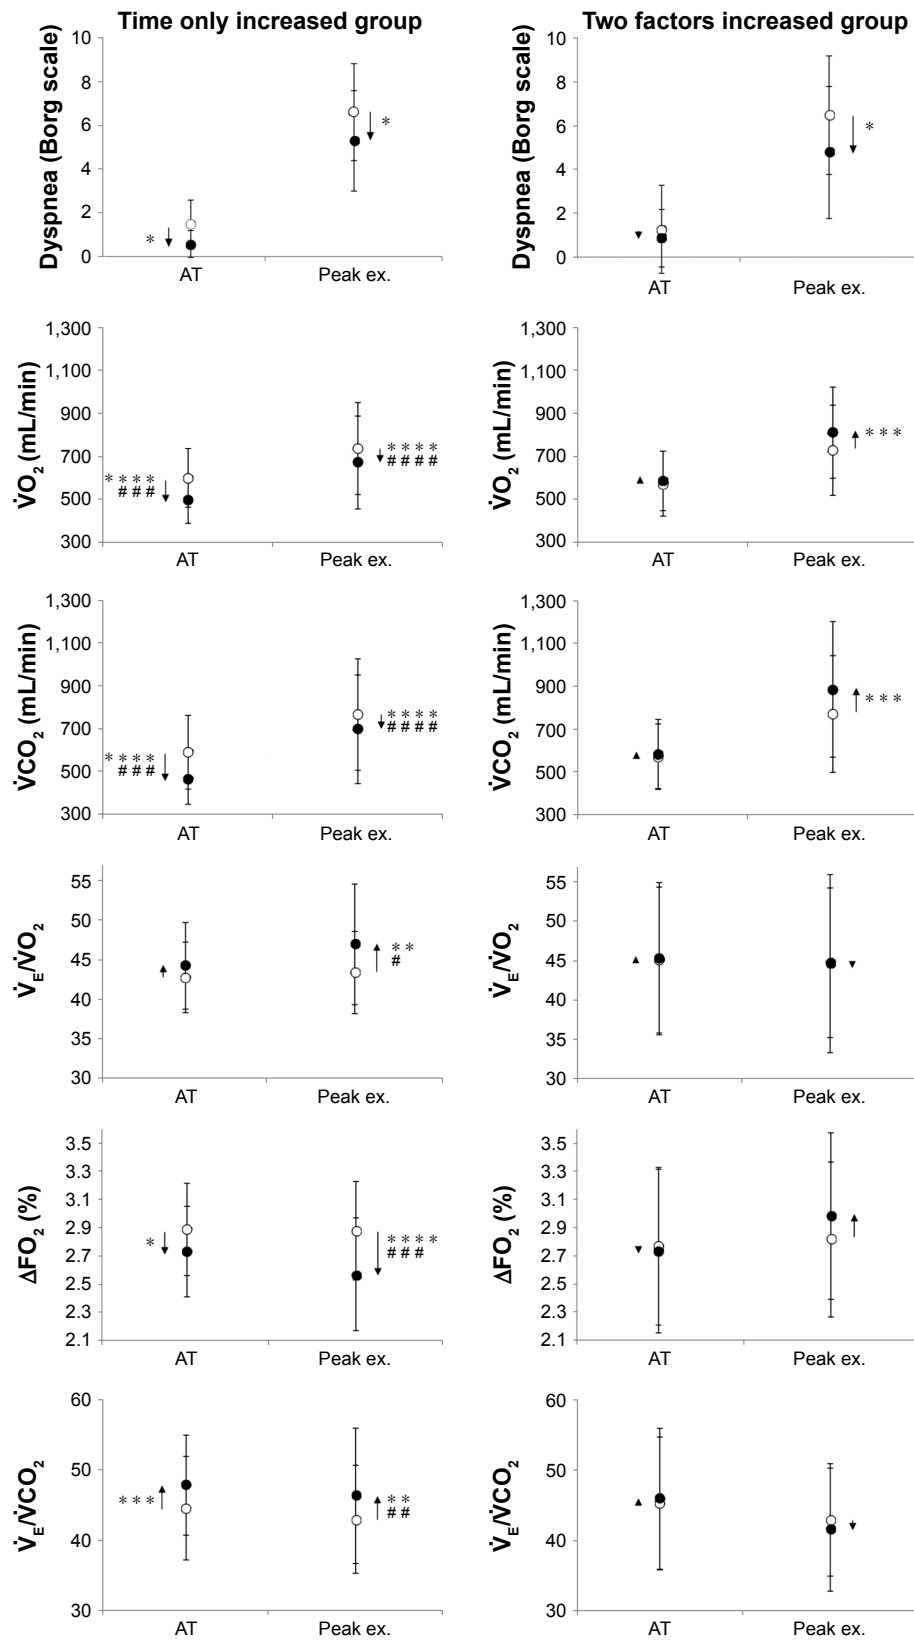 Time only increased group
Two factors increased group
Dyspnea (Borg scale)
10
8
6
4
2
0
*
*
AT
Peak ex.
Dyspnea (Borg scale)
10
8
6
4
2
0
*
AT
Peak ex.
V̇O₂ (mL/min)
1,300
1,100
900
700
500
300
****
###
****
####
AT
Peak ex.
V̇O₂ (mL/min)
1,300
1,100
900
700
500
300
***
AT
Peak ex.
V̇CO₂ (mL/min)
1,300
1,100
900
700
500
300
****
###
****
####
AT
Peak ex.
V̇CO₂ (mL/min)
1,300
1,100
900
700
500
300
***
AT
Peak ex.
V̇E/V̇O₂
55
50
45
40
35
30
**
#
AT
Peak ex.
V̇E/V̇O₂
55
50
45
40
35
30
AT
Peak ex.
ΔFO₂ (%)
3.5
3.3
3.1
2.9
2.7
2.5
2.3
2.1
*
****
###
AT
Peak ex.
ΔFO₂ (%)
3.5
3.3
3.1
2.9
2.7
2.5
2.3
2.1
AT
Peak ex.
V̇E/V̇CO₂
60
50
40
30
***
**
##
AT
Peak ex.
V̇E/V̇CO₂
60
50
40
30
AT
Peak ex.